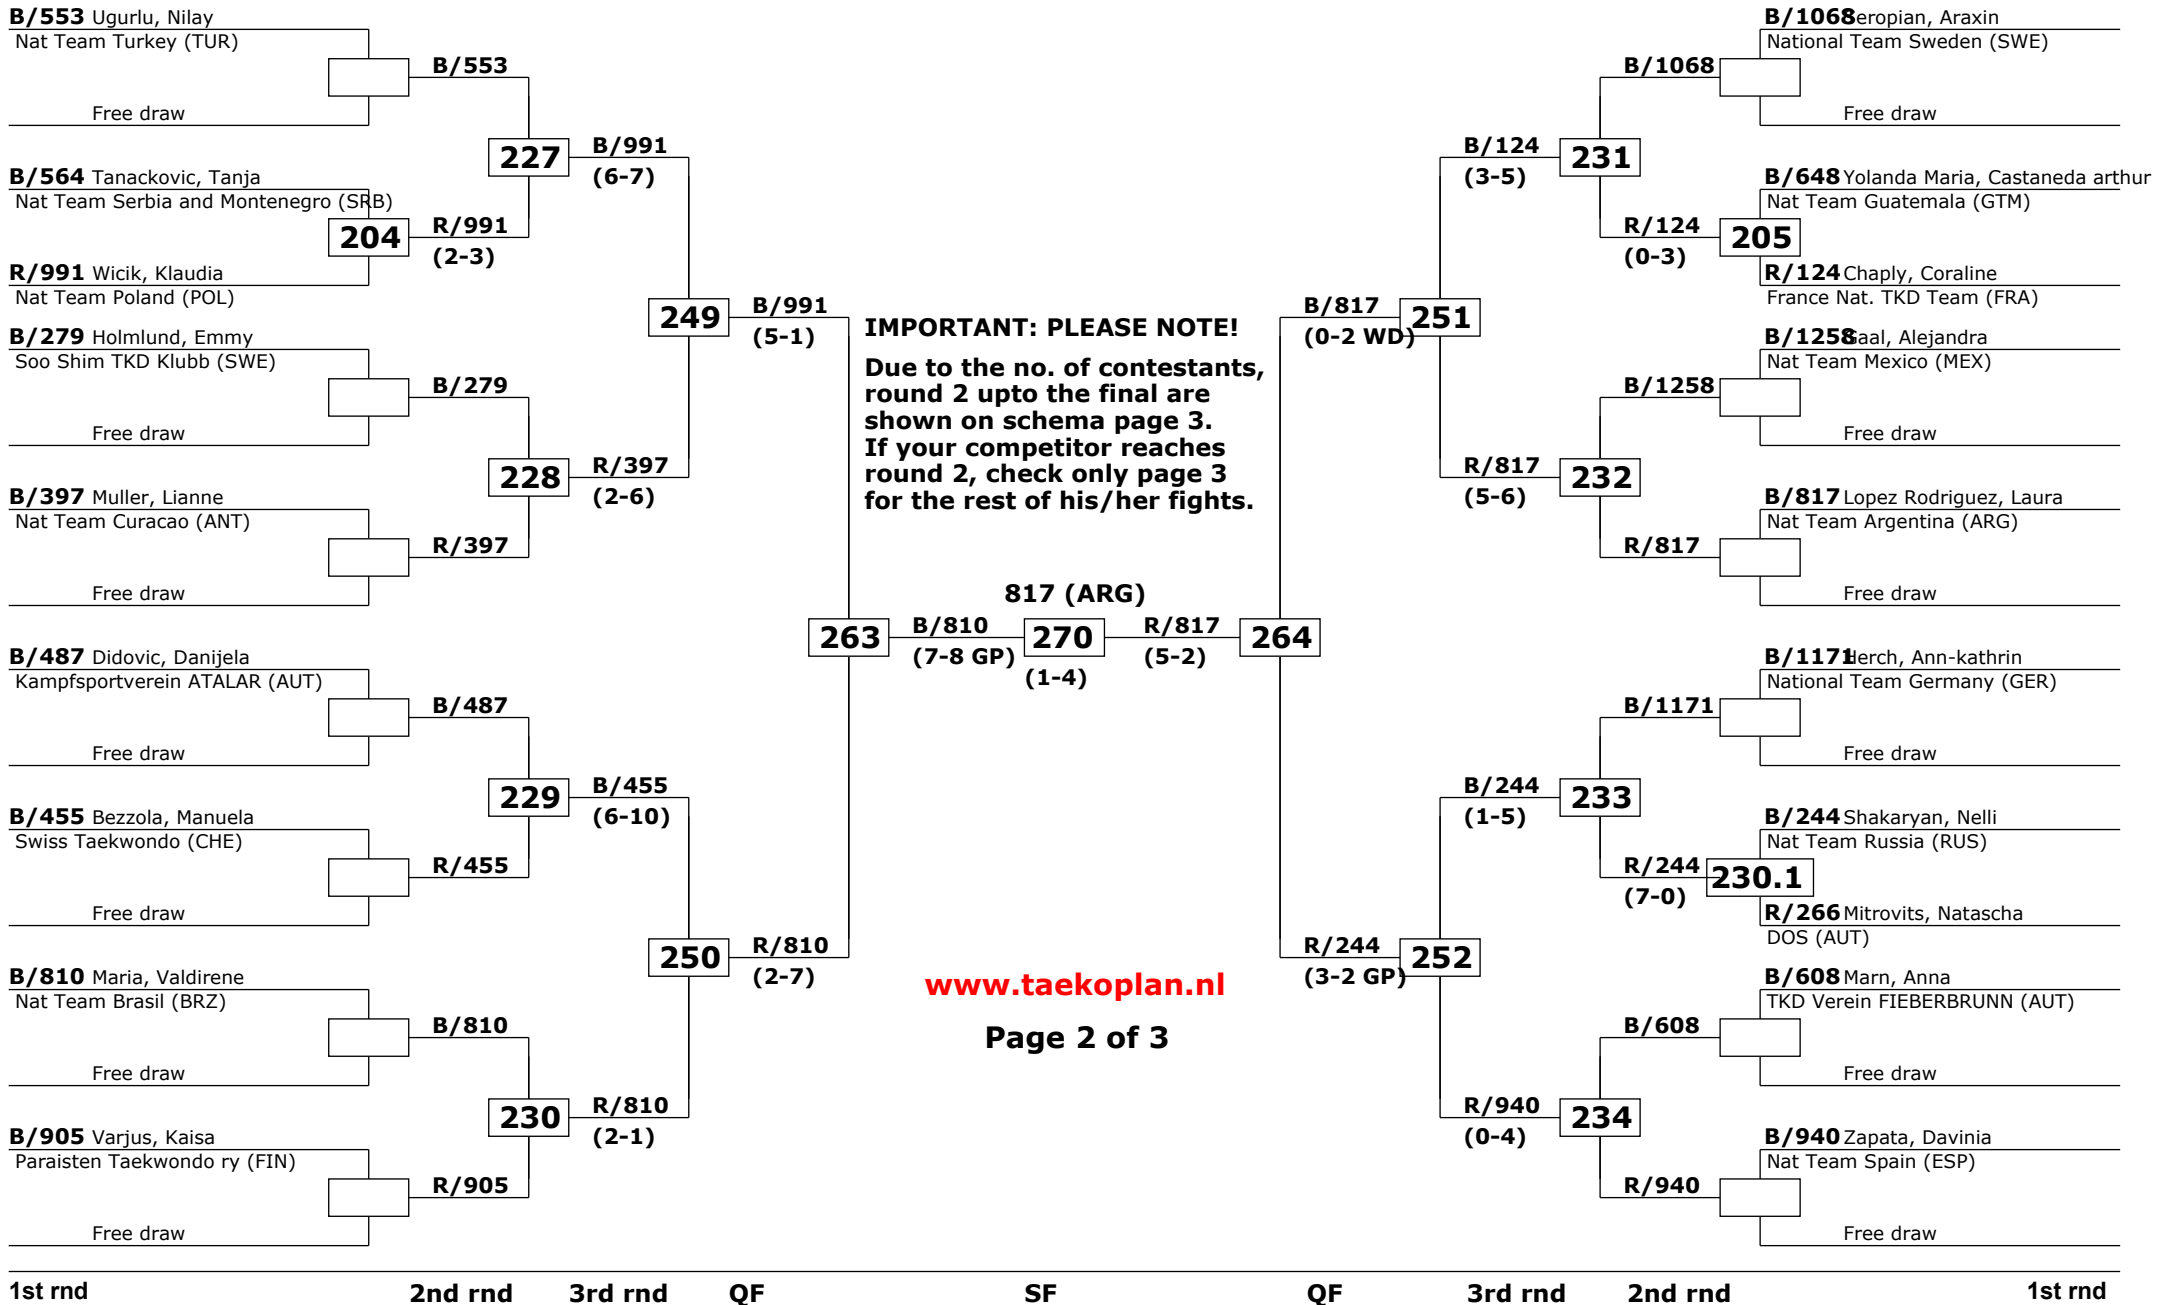 B/553 Ugurlu, Nilay
Nat Team Turkey (TUR)
B/553
Free draw
227
B/991
(6-7)
B/564 Tanackovic, Tanja
Nat Team Serbia and Montenegro (SRB)
204
R/991
(2-3)
R/991 Wicik, Klaudia
Nat Team Poland (POL)
249
B/991
(5-1)
B/279 Holmlund, Emmy
Soo Shim TKD Klubb (SWE)
B/279
Free draw
228
R/397
(2-6)
B/397 Muller, Lianne
Nat Team Curacao (ANT)
R/397
Free draw
263
B/810
(7-8 GP)
B/487 Didovic, Danijela
Kampfsportverein ATALAR (AUT)
B/487
Free draw
229
B/455
(6-10)
B/455 Bezzola, Manuela
Swiss Taekwondo (CHE)
R/455
Free draw
250
R/810
(2-7)
B/810 Maria, Valdirene
Nat Team Brasil (BRZ)
B/810
Free draw
230
R/810
(2-1)
B/905 Varjus, Kaisa
Paraisten Taekwondo ry (FIN)
R/905
Free draw
IMPORTANT: PLEASE NOTE!
Due to the no. of contestants,
round 2 upto the final are
shown on schema page 3.
If your competitor reaches
round 2, check only page 3
for the rest of his/her fights.
817 (ARG)
270
(1-4)
www.taekoplan.nl
Page 2 of 3
B/1068 eropian, Araxin
National Team Sweden (SWE)
B/1068
Free draw
B/124
(3-5)
231
B/648 Yolanda Maria, Castaneda arthur
Nat Team Guatemala (GTM)
R/124
(0-3)
205
R/124 Chaply, Coraline
France Nat. TKD Team (FRA)
B/817
(0-2 WD)
251
B/1258 Gaal, Alejandra
Nat Team Mexico (MEX)
B/1258
Free draw
R/817
(5-6)
232
B/817 Lopez Rodriguez, Laura
Nat Team Argentina (ARG)
R/817
Free draw
R/817
(5-2)
264
B/1171 Herch, Ann-kathrin
National Team Germany (GER)
B/1171
Free draw
B/244
(1-5)
233
B/244 Shakaryan, Nelli
Nat Team Russia (RUS)
R/244
(7-0)
230.1
R/266 Mitrovits, Natascha
DOS (AUT)
R/244
(3-2 GP)
252
B/608 Marn, Anna
TKD Verein FIEBERBRUNN (AUT)
B/608
Free draw
R/940
(0-4)
234
B/940 Zapata, Davinia
Nat Team Spain (ESP)
R/940
Free draw
1st rnd 2nd rnd 3rd rnd QF SF QF 3rd rnd 2nd rnd 1st rnd